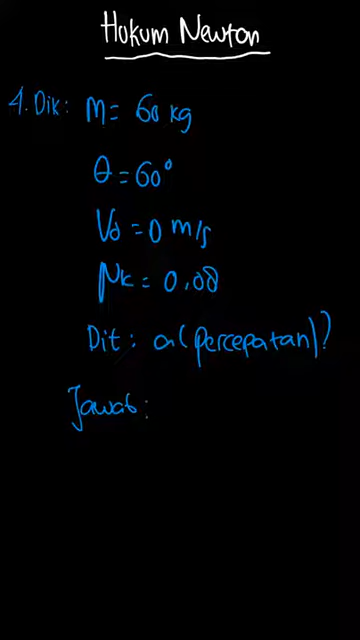 Hukum Newton
4. Dik: m = 60 kg
θ = 60°
V₀ = 0 m/s
μk = 0,08
Dit: a (percepatan)?
Jawab: